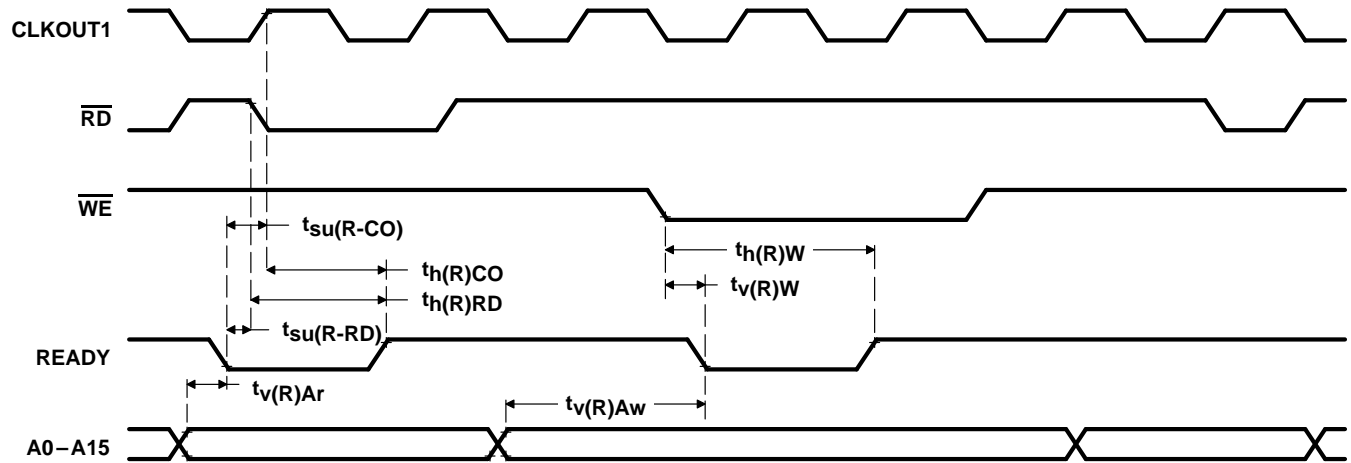 CLKOUT1
RD
WE
tsu(R-CO)
th(R)W
th(R)CO
tv(R)W
th(R)RD
tsu(R-RD)
READY
tv(R)Ar
tv(R)Aw
A0–A15